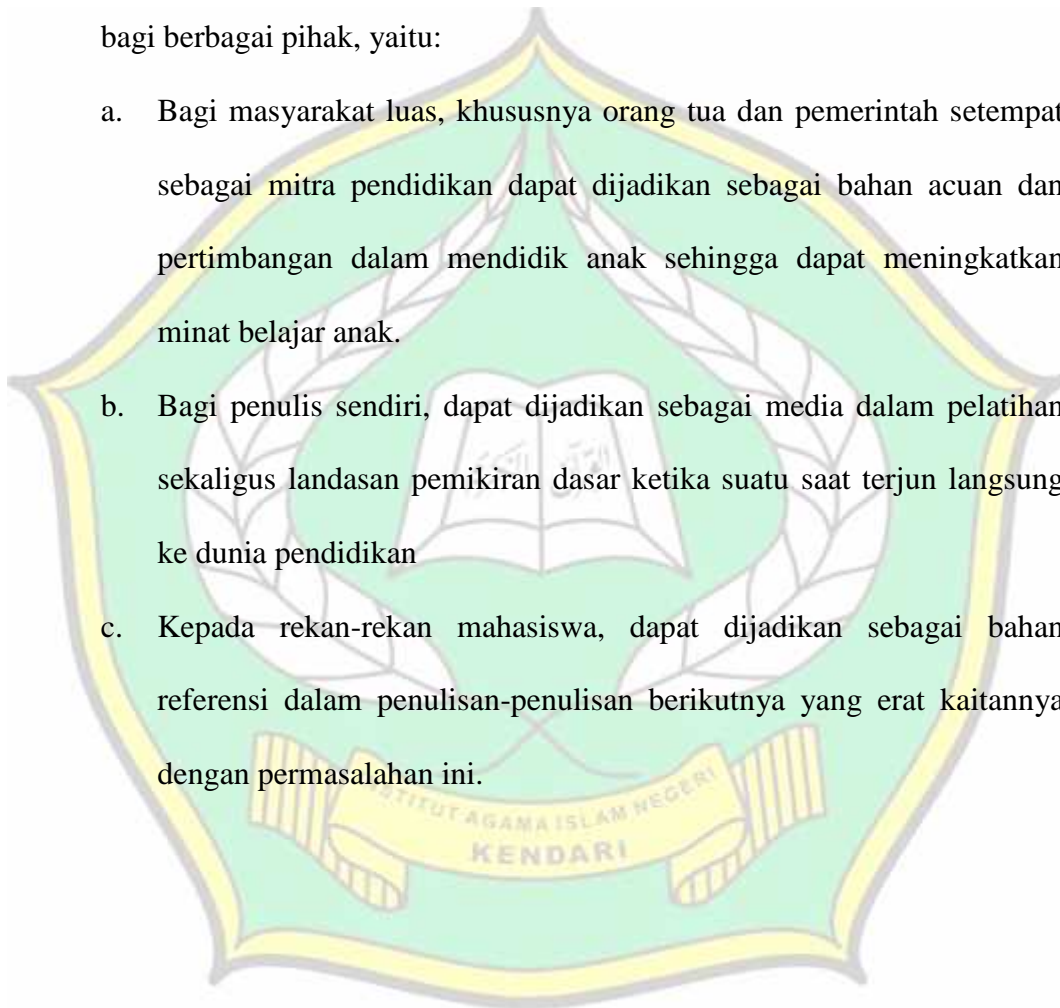 bagi berbagai pihak, yaitu:
a. Bagi masyarakat luas, khususnya orang tua dan pemerintah setempat
sebagai mitra pendidikan dapat dijadikan sebagai bahan acuan dan
pertimbangan dalam mendidik anak sehingga dapat meningkatkan
minat belajar anak.
b. Bagi penulis sendiri, dapat dijadikan sebagai media dalam pelatihan
sekaligus landasan pemikiran dasar ketika suatu saat terjun langsung
ke dunia pendidikan
c. Kepada rekan-rekan mahasiswa, dapat dijadikan sebagai bahan
referensi dalam penulisan-penulisan berikutnya yang erat kaitannya
dengan permasalahan ini.
INSTITUT AGAMA ISLAM NEGERI
KENDARI